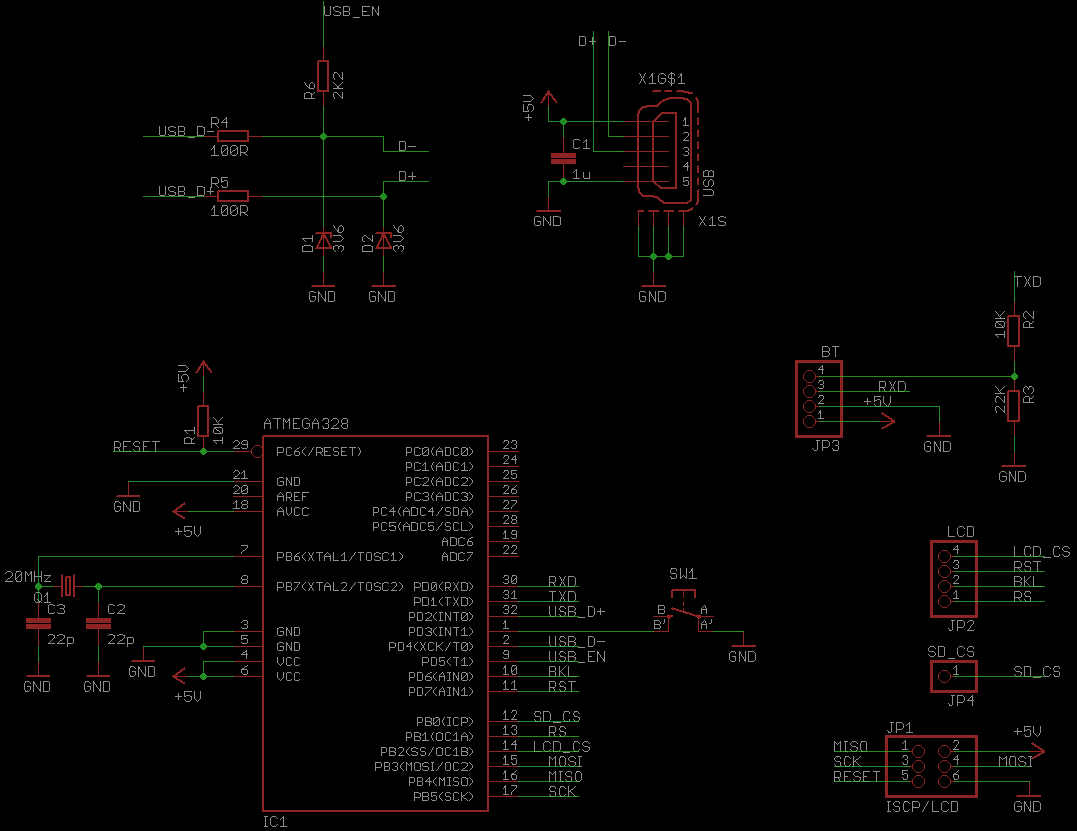 USB_EN
R6
2K2
USB_D-
R4
100R
D-
USB_D+
R5
100R
D+
D1
3V6
D2
3V6
GND
GND
D+
D-
X1G$1
+5V
C1
1u
1
2
3
4
5
USB
GND
X1S
GND
TXD
10K
R2
22K
R3
GND
BT
4
3
RXD
2
+5V
1
JP3
GND
+5V
R1
10K
RESET
ATMEGA328
29 PC6(/RESET)
21 GND
20 AREF
18 AVCC
GND
+5V
7 PB6(XTAL1/TOSC1)
8 PB7(XTAL2/TOSC2)
20MHz
Q1
C3
22p
C2
22p
GND
GND
3 GND
5 GND
4 VCC
6 VCC
GND
+5V
PC0(ADC0) 23
PC1(ADC1) 24
PC2(ADC2) 25
PC3(ADC3) 26
PC4(ADC4/SDA) 27
PC5(ADC5/SCL) 28
ADC6 19
ADC7 22
PD0(RXD) 30 RXD
PD1(TXD) 31 TXD
PD2(INT0) 32 USB_D+
PD3(INT1) 1
PD4(XCK/T0) 2 USB_D-
PD5(T1) 9 USB_EN
PD6(AIN0) 10 BKL
PD7(AIN1) 11 RST
PB0(ICP) 12 SD_CS
PB1(OC1A) 13 RS
PB2(SS/OC1B) 14 LCD_CS
PB3(MOSI/OC2) 15 MOSI
PB4(MISO) 16 MISO
PB5(SCK) 17 SCK
IC1
SW1
B A
B' A'
GND
LCD
4 LCD_CS
3 RST
2 BKL
1 RS
JP2
SD_CS
1 SD_CS
JP4
JP1
+5V
MISO 1 2
SCK 3 4 MOSI
RESET 5 6
ISCP/LCD
GND